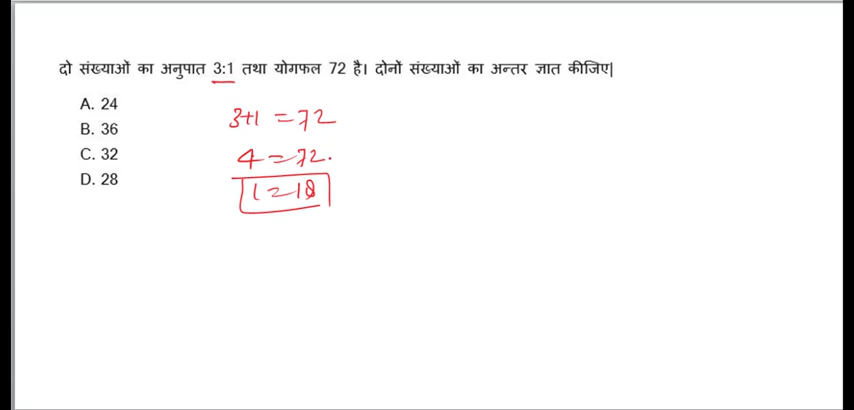 दो संख्याओं का अनुपात 3:1 तथा योगफल 72 है। दोनों संख्याओं का अन्तर ज्ञात कीजिए|
A. 24
B. 36
C. 32
D. 28
3+1 = 72
4 = 72.
1 = 18